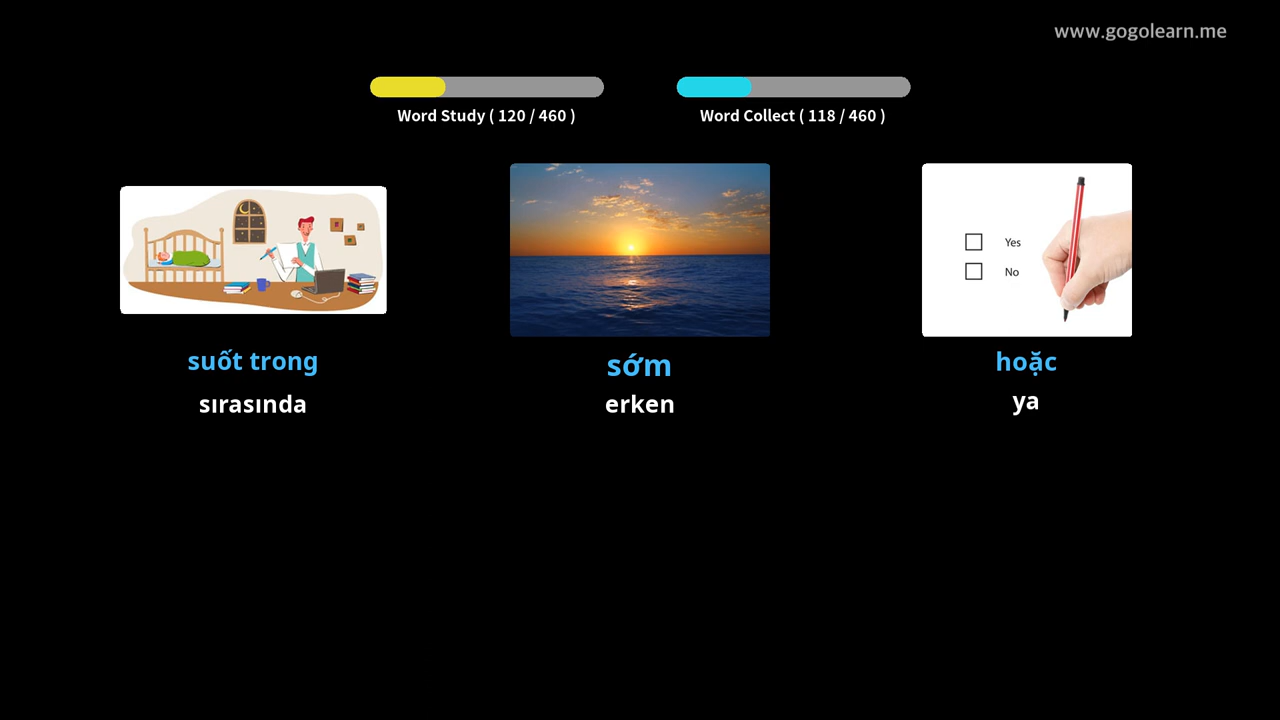 www.gogolearn.me
Word Study ( 120 / 460 )
Word Collect ( 118 / 460 )
Yes
No
suốt trong
sırasında
sớm
erken
hoặc
ya